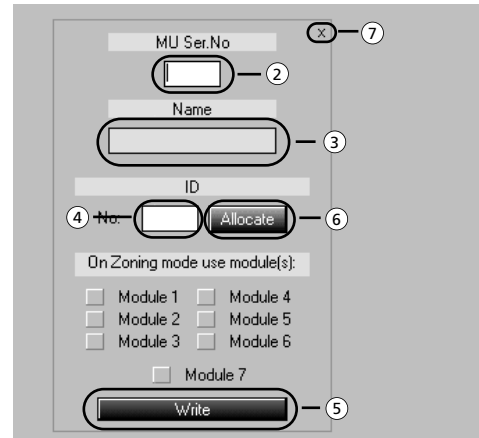 MU Ser.No
X
7
2
Name
3
ID
4
No:
Allocate
6
On Zoning mode use module(s):
Module 1 Module 4
Module 2 Module 5
Module 3 Module 6
Module 7
Write
5